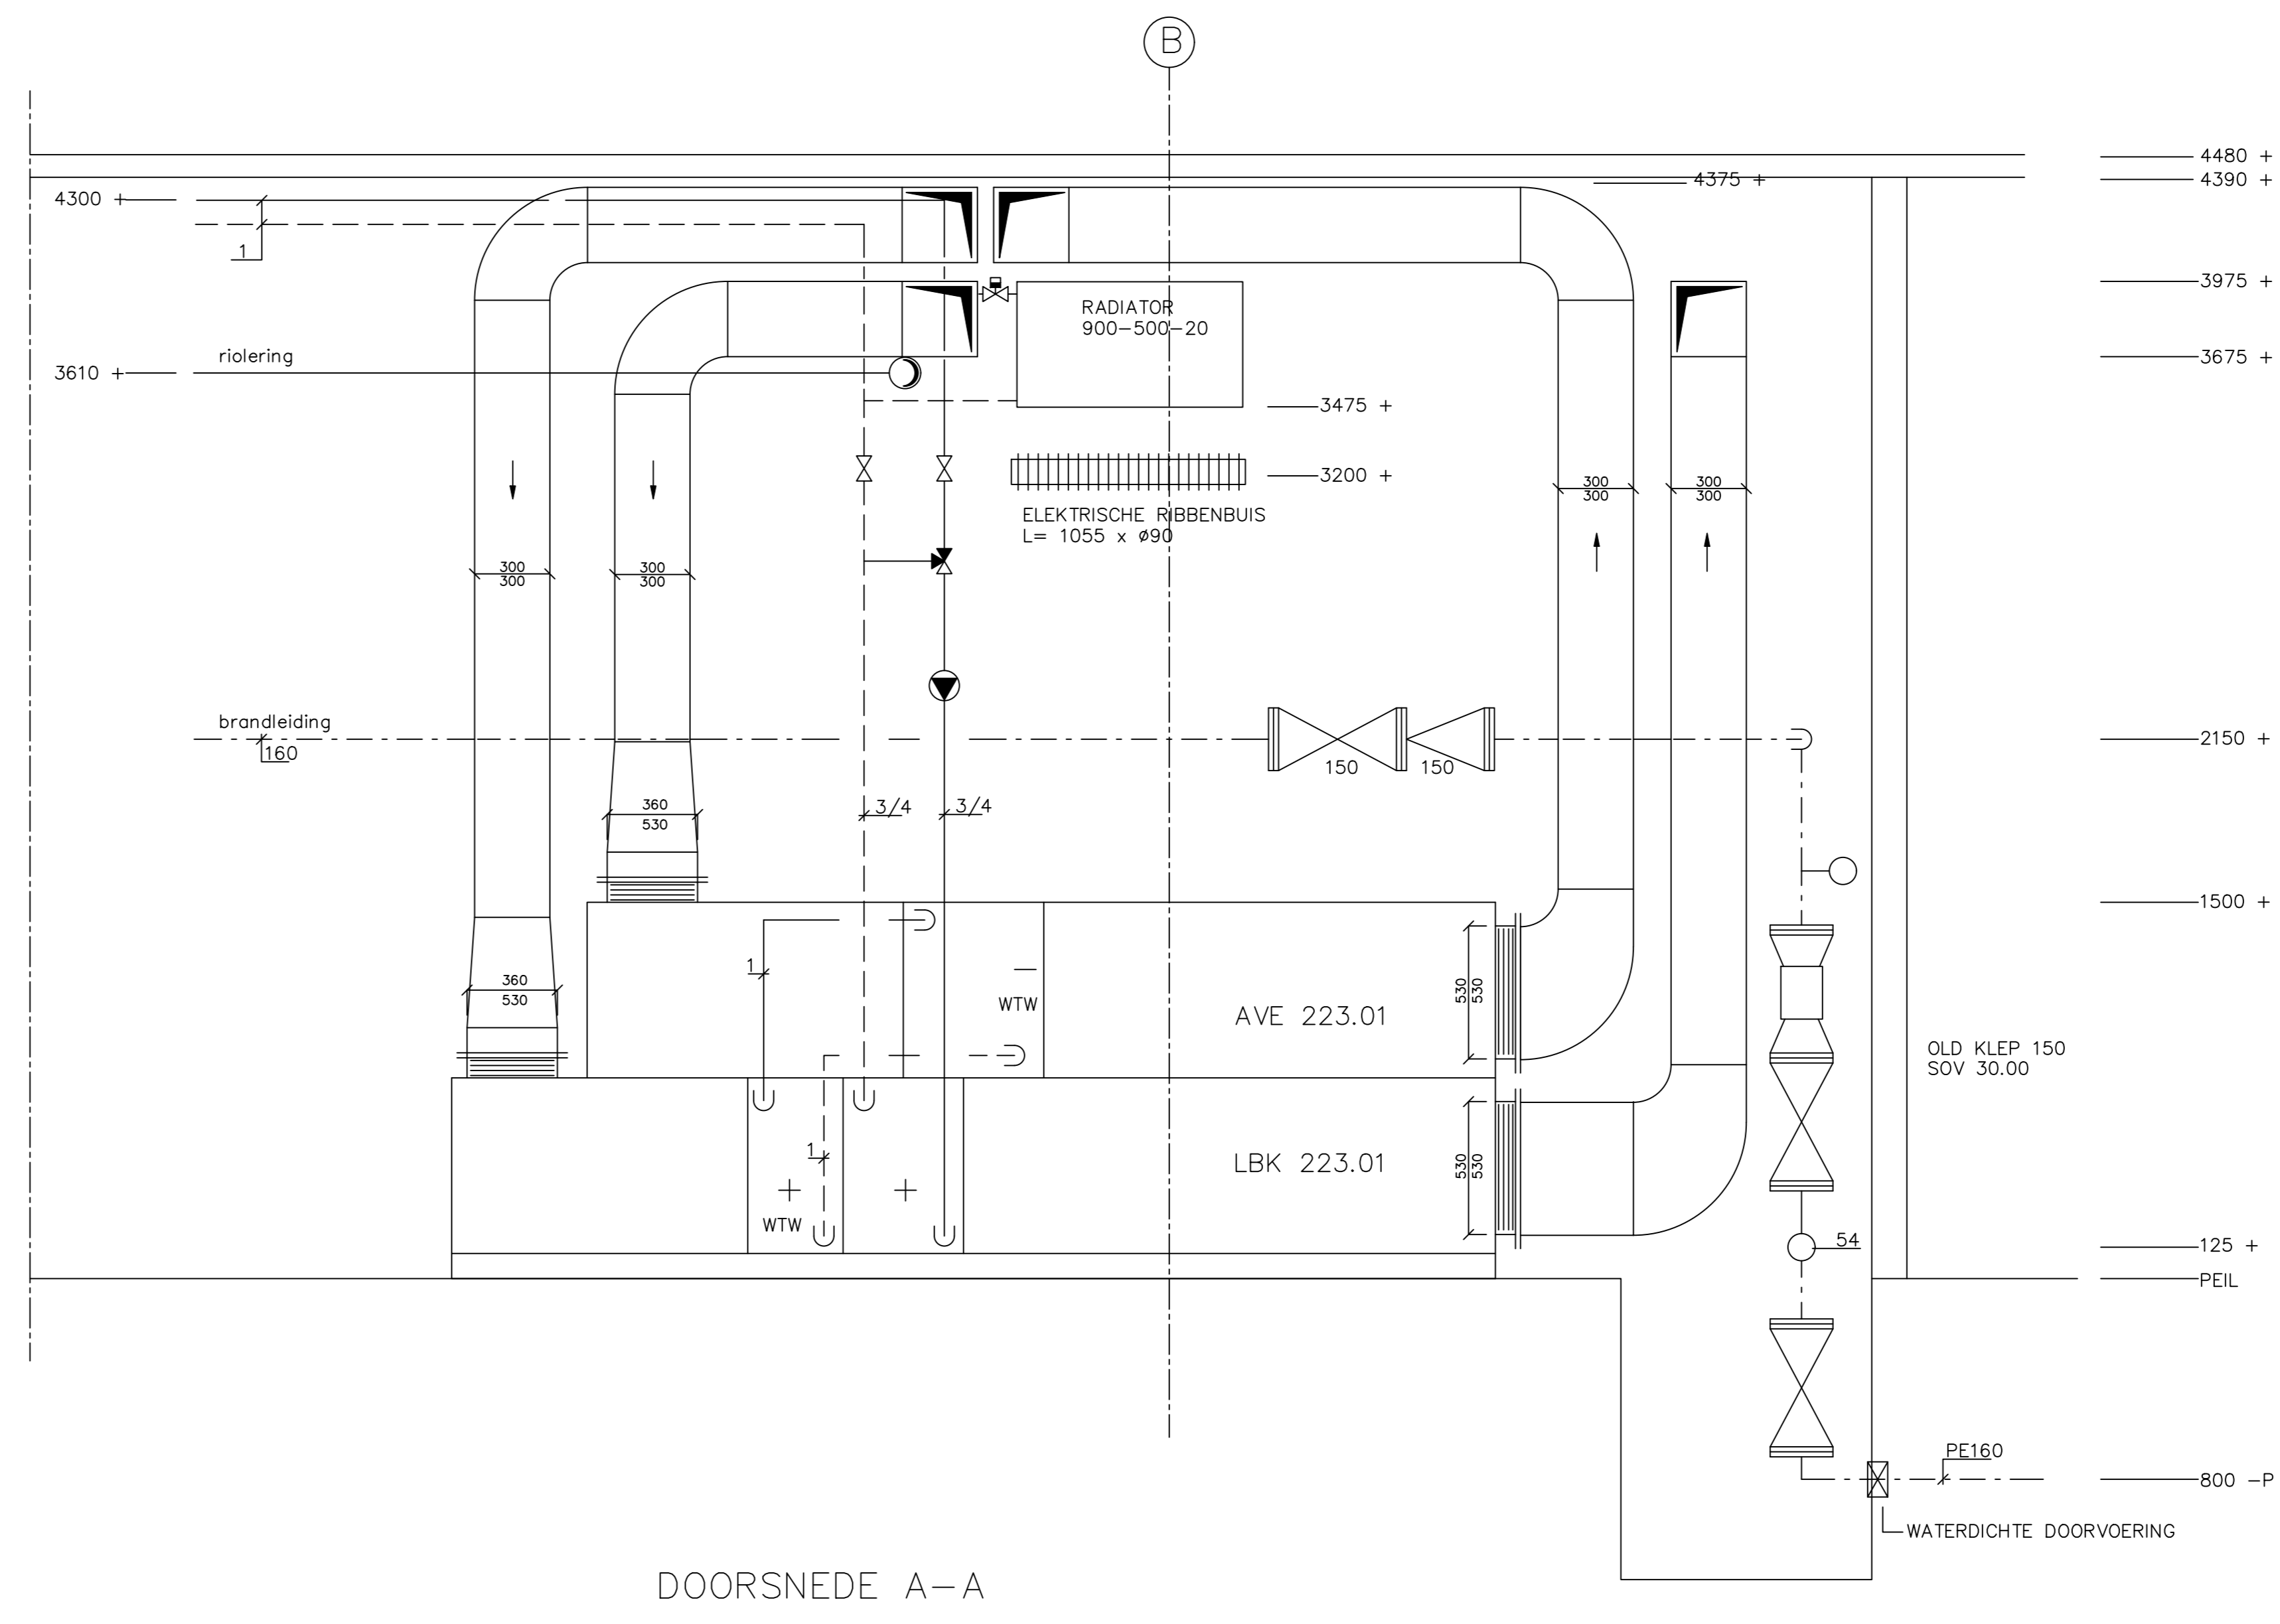 B
4480 +
4390 +
4375 +
4300 +
1
3975 +
RADIATOR
900-500-20
riolering
3675 +
3610 +
3475 +
3200 +
300
300
300
300
ELEKTRISCHE RIBBENBUIS
L= 1055 x ø90
300
300
300
300
brandleiding
160
2150 +
150
150
360
530
3/4
3/4
1500 +
1
360
530
WTW
AVE 223.01
530
530
OLD KLEP 150
SOV 30.00
1
LBK 223.01
530
530
WTW
54
125 +
PEIL
PE160
800 -P
WATERDICHTE DOORVOERING
DOORSNEDE A-A